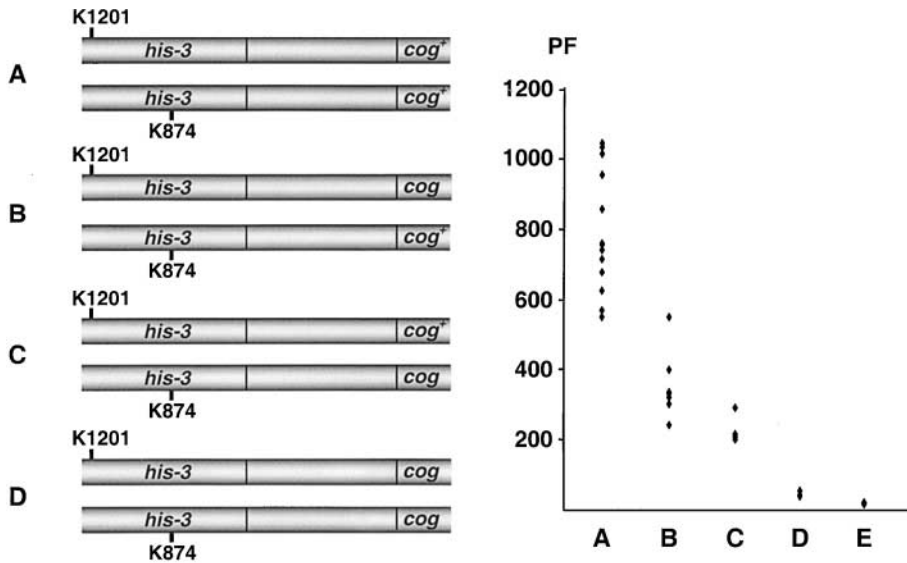 K1201
his-3 cog+
A
his-3 cog+
K874
K1201
his-3 cog
B
his-3 cog+
K874
K1201
his-3 cog+
C
his-3 cog
K874
K1201
his-3 cog
D
his-3 cog
K874
PF
1200
1000
800
600
400
200
A B C D E